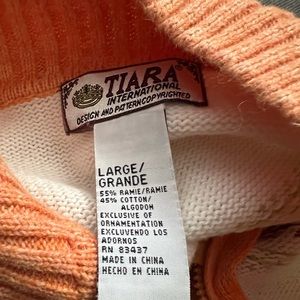 TIARA
INTERNATIONAL
DESIGN AND PATTERN COPYRIGHTED
LARGE/
GRANDE
55% RAMIE/RAMIE
45% COTTON/
ALGODON
EXCLUSIVE OF
ORNAMENTATION
EXCLUYENDO LOS
ADORNOS
RN 83437
MADE IN CHINA
HECHO EN CHINA